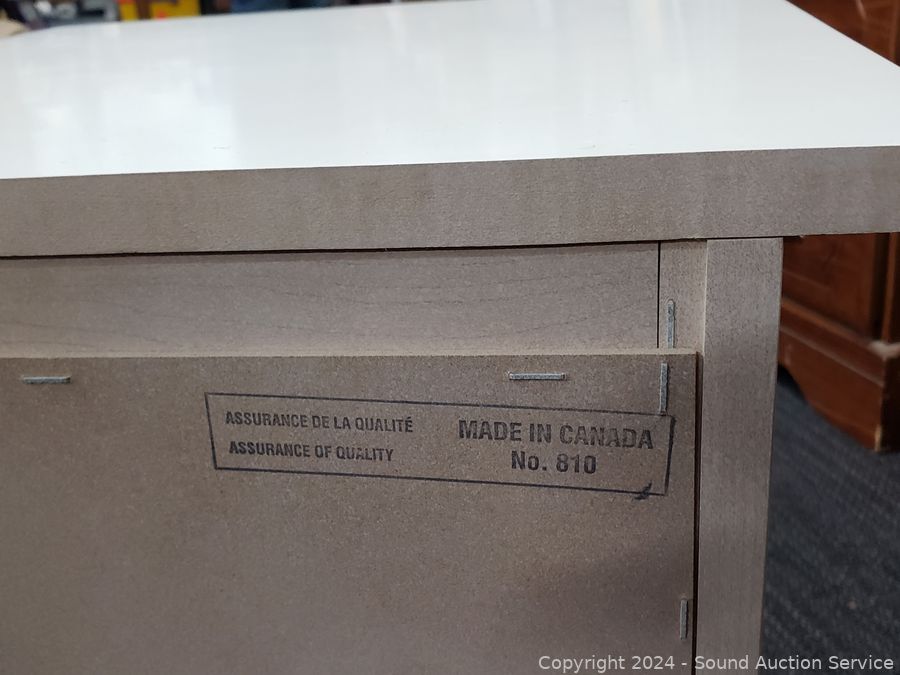 ASSURANCE DE LA QUALITÉ
ASSURANCE OF QUALITY
MADE IN CANADA
No. 810
Copyright 2024 - Sound Auction Service